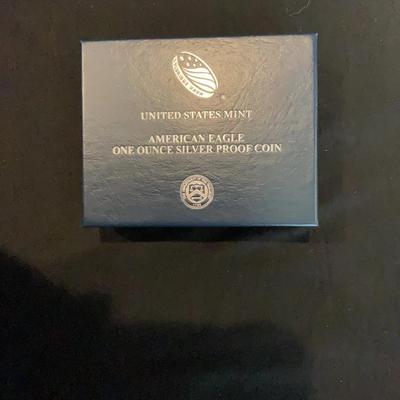 UNITED STATES MINT
AMERICAN EAGLE
ONE OUNCE SILVER PROOF COIN